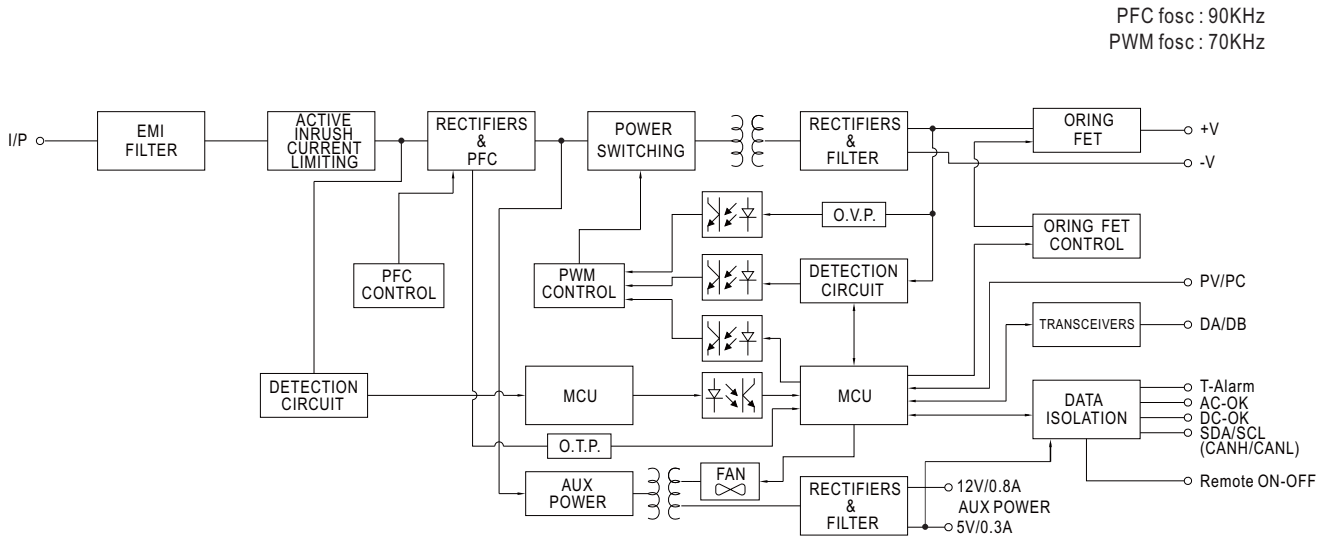 PFC fosc : 90KHz
PWM fosc : 70KHz
I/P
EMI
FILTER
ACTIVE
INRUSH
CURRENT
LIMITING
RECTIFIERS
&
PFC
POWER
SWITCHING
RECTIFIERS
&
FILTER
ORING
FET
+V
-V
O.V.P.
ORING FET
CONTROL
PFC
CONTROL
PWM
CONTROL
DETECTION
CIRCUIT
PV/PC
TRANSCEIVERS
DA/DB
DETECTION
CIRCUIT
MCU
MCU
DATA
ISOLATION
T-Alarm
AC-OK
DC-OK
SDA/SCL
(CANH/CANL)
O.T.P.
Remote ON-OFF
AUX
POWER
FAN
RECTIFIERS
&
FILTER
12V/0.8A
AUX POWER
5V/0.3A